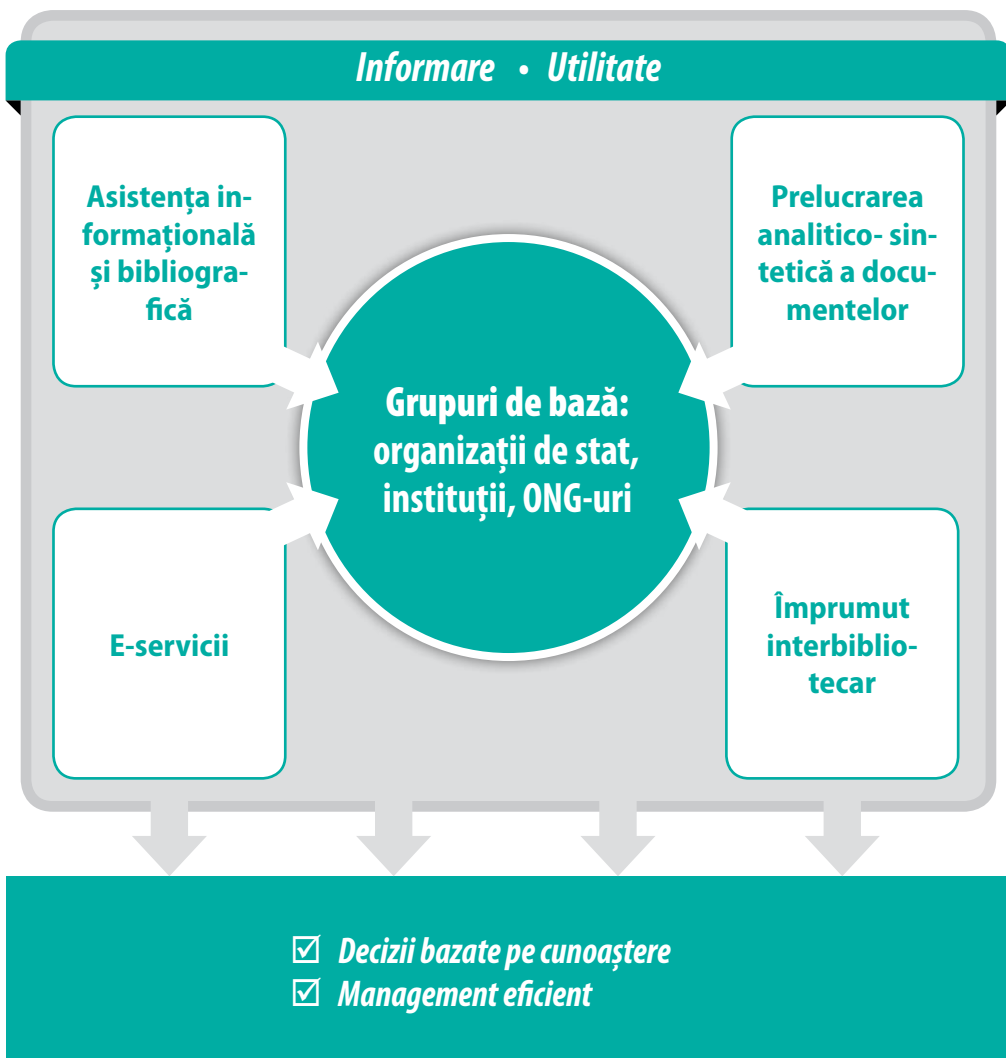 Informare • Utilitate
Asistența in-
formațională
și bibliogra-
fică
Prelucrarea
analitico- sin-
tetică a docu-
mentelor
Grupuri de bază:
organizații de stat,
instituții, ONG-uri
E-servicii
Împrumut
interbiblio-
tecar
☑ Decizii bazate pe cunoaștere
☑ Management eficient